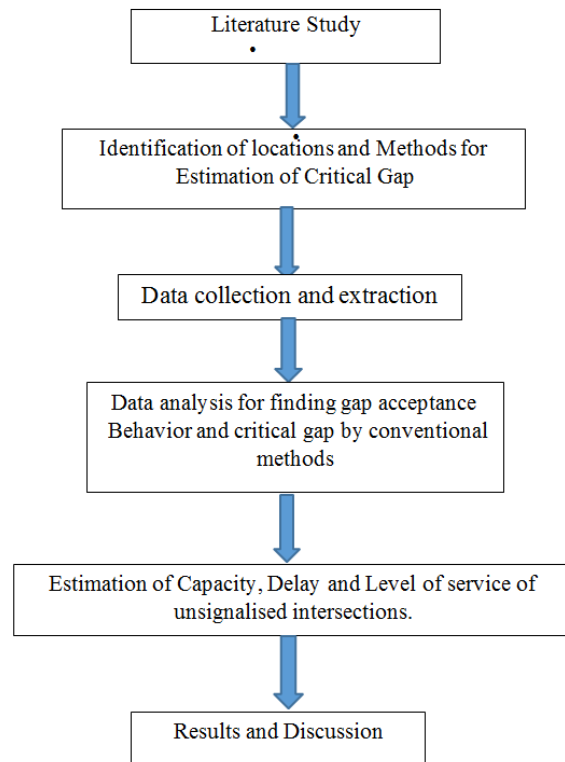 Literature Study
•
•
Identification of locations and Methods for
Estimation of Critical Gap
Data collection and extraction
Data analysis for finding gap acceptance
Behavior and critical gap by conventional
methods
Estimation of Capacity, Delay and Level of service of
unsignalised intersections.
Results and Discussion